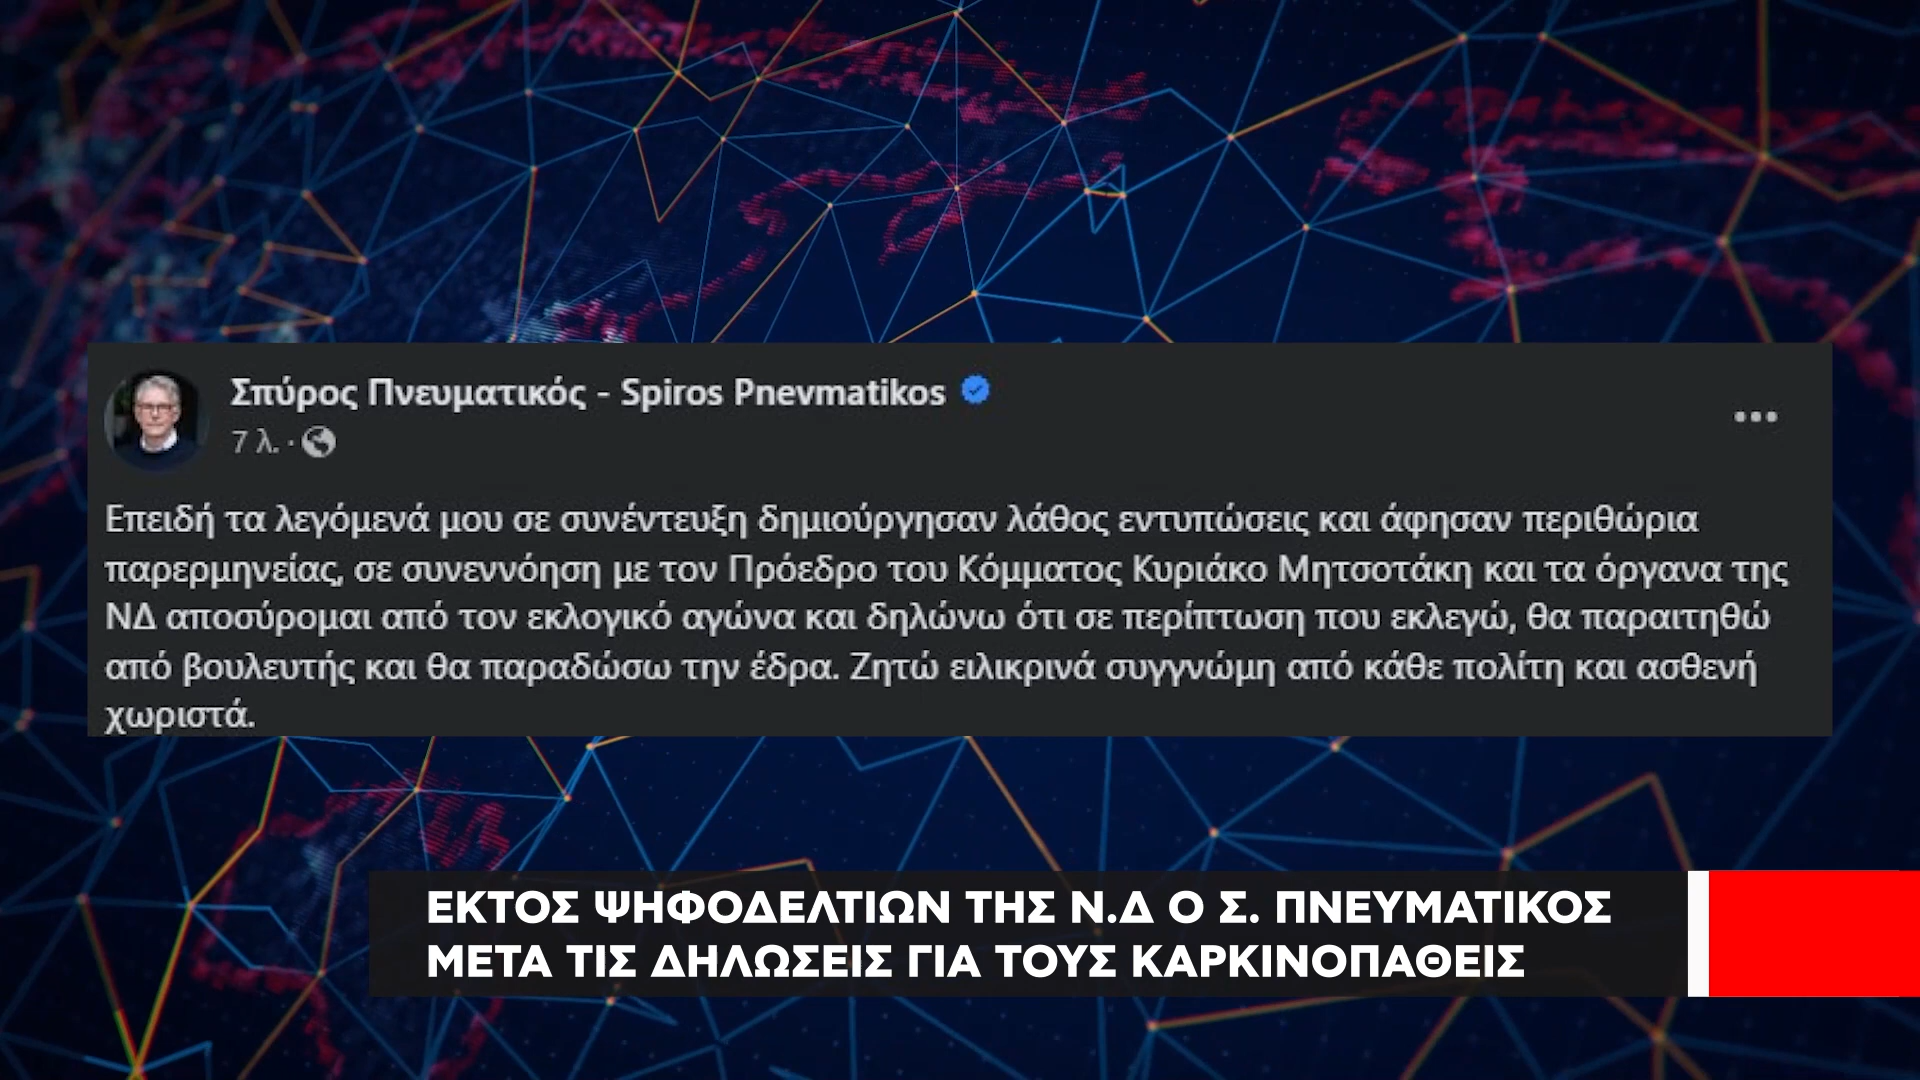 Σπύρος Πνευματικός - Spiros Pnevmatikos
7 λ. ·
Επειδή τα λεγόμενά μου σε συνέντευξη δημιούργησαν λάθος εντυπώσεις και άφησαν περιθώρια
παρερμηνείας, σε συνεννόηση με τον Πρόεδρο του Κόμματος Κυριάκο Μητσοτάκη και τα όργανα της
ΝΔ αποσύρομαι από τον εκλογικό αγώνα και δηλώνω ότι σε περίπτωση που εκλεγώ, θα παραιτηθώ
από βουλευτής και θα παραδώσω την έδρα. Ζητώ ειλικρινά συγγνώμη από κάθε πολίτη και ασθενή
χωριστά.
ΕΚΤΟΣ ΨΗΦΟΔΕΛΤΙΩΝ ΤΗΣ Ν.Δ Ο Σ. ΠΝΕΥΜΑΤΙΚΟΣ
ΜΕΤΑ ΤΙΣ ΔΗΛΩΣΕΙΣ ΓΙΑ ΤΟΥΣ ΚΑΡΚΙΝΟΠΑΘΕΙΣ